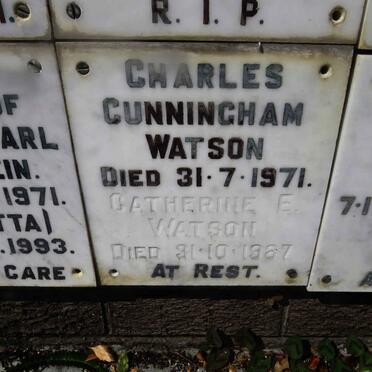 R. I. P.
CHARLES
CUNNINGHAM
WATSON
DIED 31·7·1971.
CATHERINE E.
WATSON
DIED 31·10·1987
AT REST.
OF
ARL
IN.
1971.
TTA)
.1993.
CARE
7·1